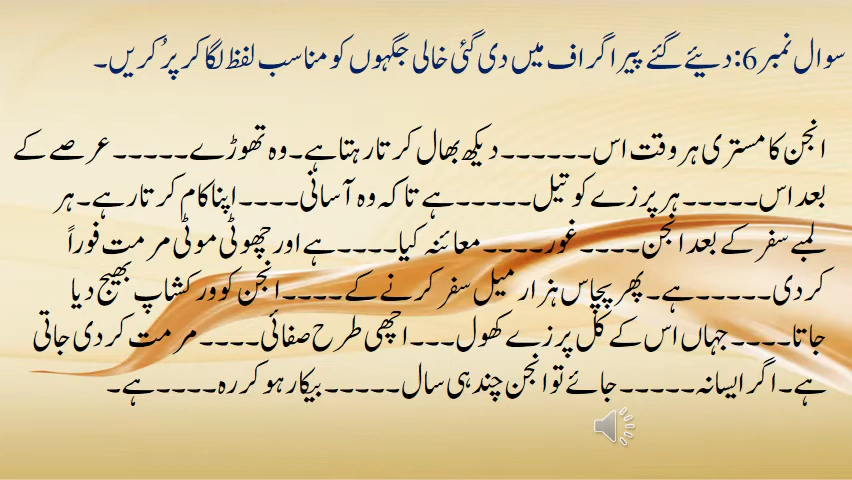 سوال نمبر 6: دیئے گئے پیراگراف میں دی گئی خالی جگہوں کو مناسب لفظ لگا کر پُر کریں۔
انجن کا مستری ہر وقت اس۔۔۔۔۔۔ دیکھ بھال کرتا رہتا ہے۔ وہ تھوڑے۔۔۔۔۔ عرصے کے
بعد اس۔۔۔۔۔ ہر پرزے کو تیل۔۔۔۔۔ ہے تاکہ وہ آسانی۔۔۔۔ اپنا کام کرتا رہے۔ ہر
لمبے سفر کے بعد انجن۔۔۔۔ غور۔۔۔۔ معائنہ کیا۔۔۔۔ ہے اور چھوٹی موٹی مرمت فوراً
کر دی۔۔۔۔۔ ہے۔ پھر پچاس ہزار میل سفر کرنے کے۔۔۔۔ انجن کو ورکشاپ بھیج دیا
جاتا۔۔۔۔ جہاں اس کے کل پرزے کھول۔۔۔ اچھی طرح صفائی۔۔۔۔ مرمت کر دی جاتی
ہے۔ اگر ایسا نہ۔۔۔۔۔ جائے تو انجن چند ہی سال۔۔۔۔۔ بیکار ہو کر رہ۔۔۔۔ ہے۔